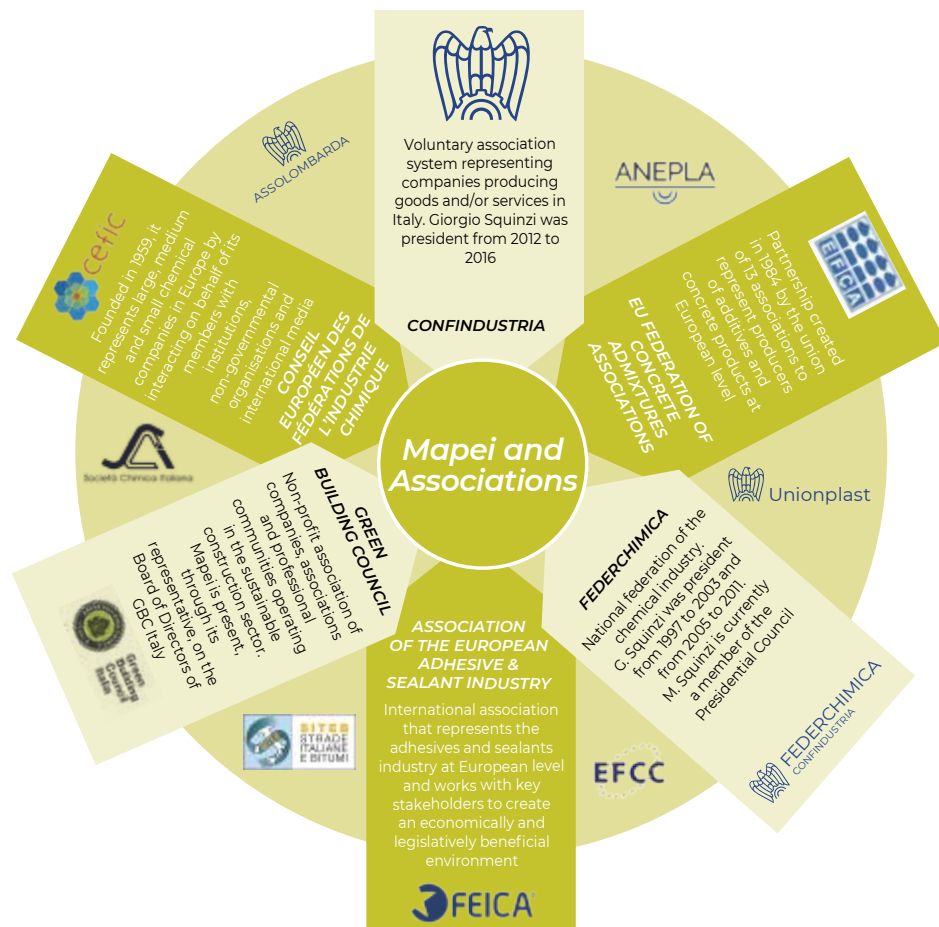 Voluntary association
system representing
companies producing
goods and/or services in
Italy. Giorgio Squinzi was
president from 2012 to
2016
CONFINDUSTRIA
ANEPLA
EFCA
Partnership created
in 1984 by the union
of 13 associations to
represent producers
of additives and
concrete products at
European level
EU FEDERATION OF
CONCRETE
ADMIXTURES
ASSOCIATIONS
Unionplast
FEDERCHIMICA
National federation of the
chemical industry.
G. Squinzi was president
from 1997 to 2003 and
from 2005 to 2011.
M. Squinzi is currently
a member of the
Presidential Council
FEDERCHIMICA
CONFINDUSTRIA
EFCC
ASSOCIATION
OF THE EUROPEAN
ADHESIVE &
SEALANT INDUSTRY
International association
that represents the
adhesives and sealants
industry at European level
and works with key
stakeholders to create
an economically and
legislatively beneficial
environment
FEICA
SITEB
STRADE
ITALIANE
E BITUMI
GREEN
BUILDING COUNCIL
Non-profit association of
companies, associations
and professional
communities operating
in the sustainable
construction sector.
Mapei is present,
through its
representative, on the
Board of Directors of
GBC Italy
Green
Building
Council
Italia
Società Chimica Italiana
cefic
Founded in 1959, it
represents large, medium
and small chemical
companies in Europe by
interacting on behalf of its
members with
institutions,
non-governmental
organisations and
international media
CONSEIL
EUROPÉEN DES
FÉDÉRATIONS DE
L'INDUSTRIE
CHIMIQUE
ASSOLOMBARDA
Mapei and
Associations